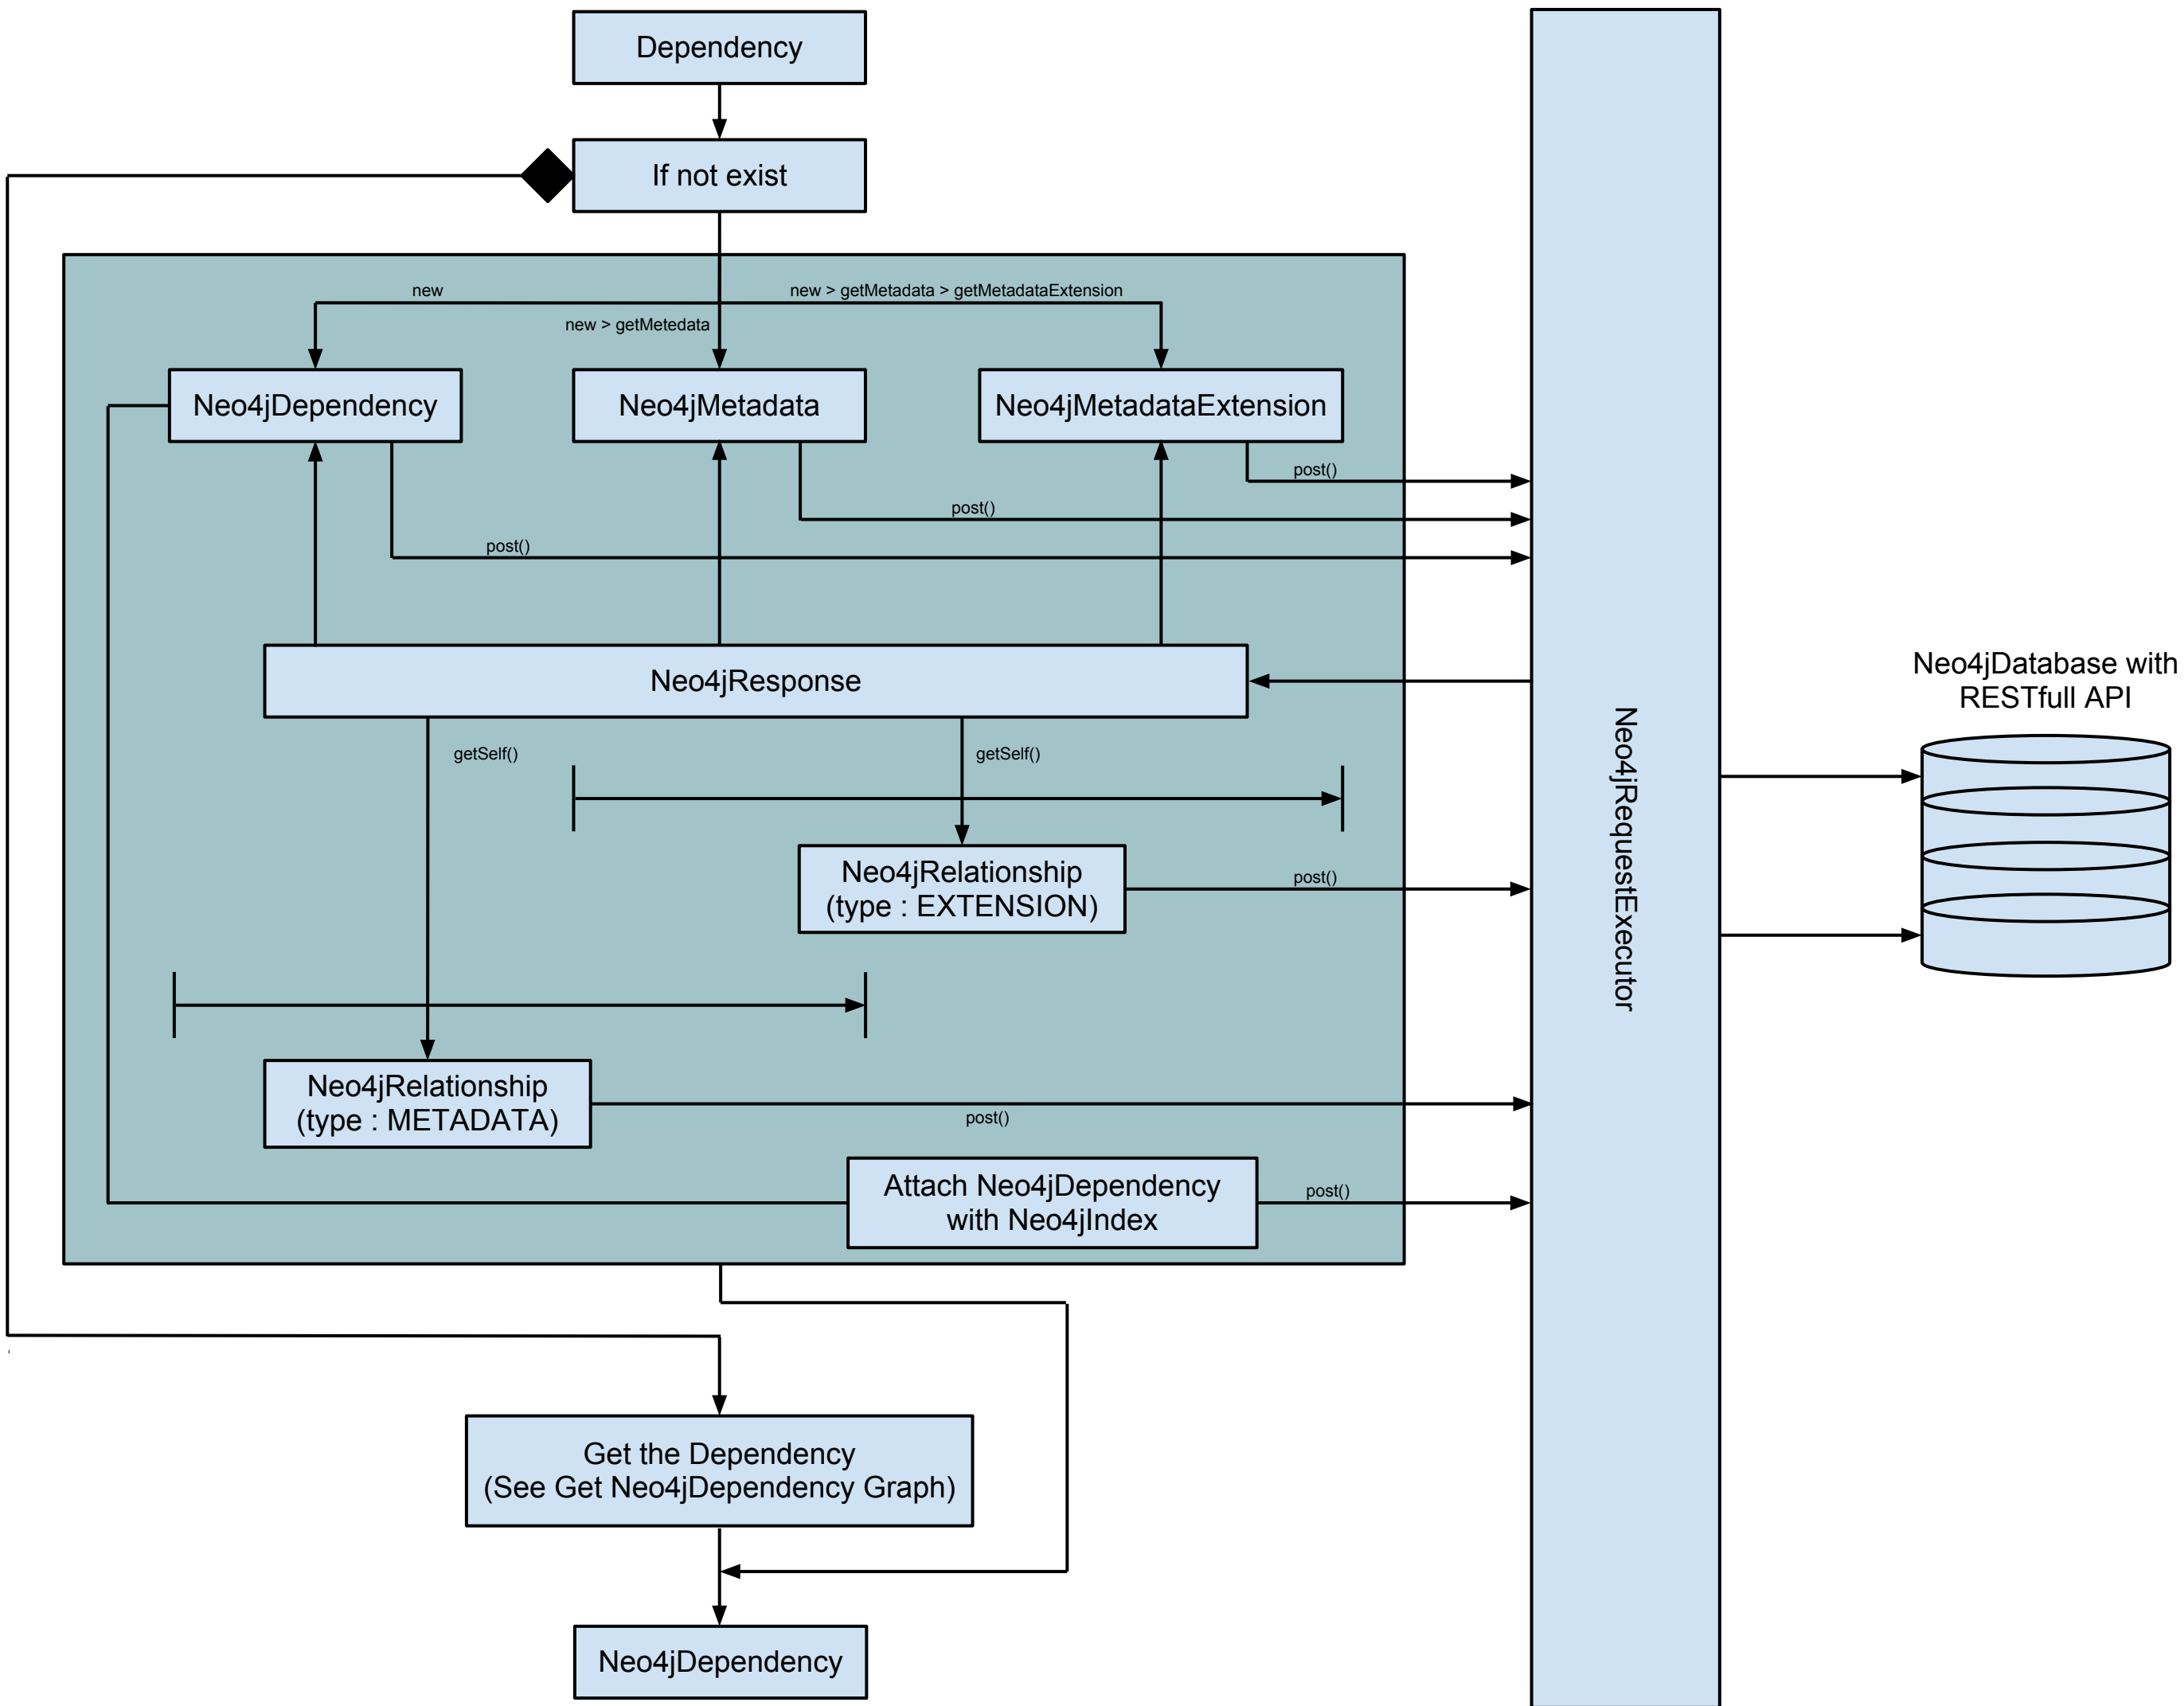 Dependency
If not exist
new
new > getMetadata > getMetadataExtension
new > getMetedata
Neo4jDependency
Neo4jMetadata
Neo4jMetadataExtension
post()
post()
post()
Neo4jResponse
getSelf()
getSelf()
Neo4jRelationship
(type : EXTENSION)
post()
Neo4jRelationship
(type : METADATA)
post()
Attach Neo4jDependency
with Neo4jIndex
post()
Get the Dependency
(See Get Neo4jDependency Graph)
Neo4jDependency
Neo4jRequestExecutor
Neo4jDatabase with
RESTfull API